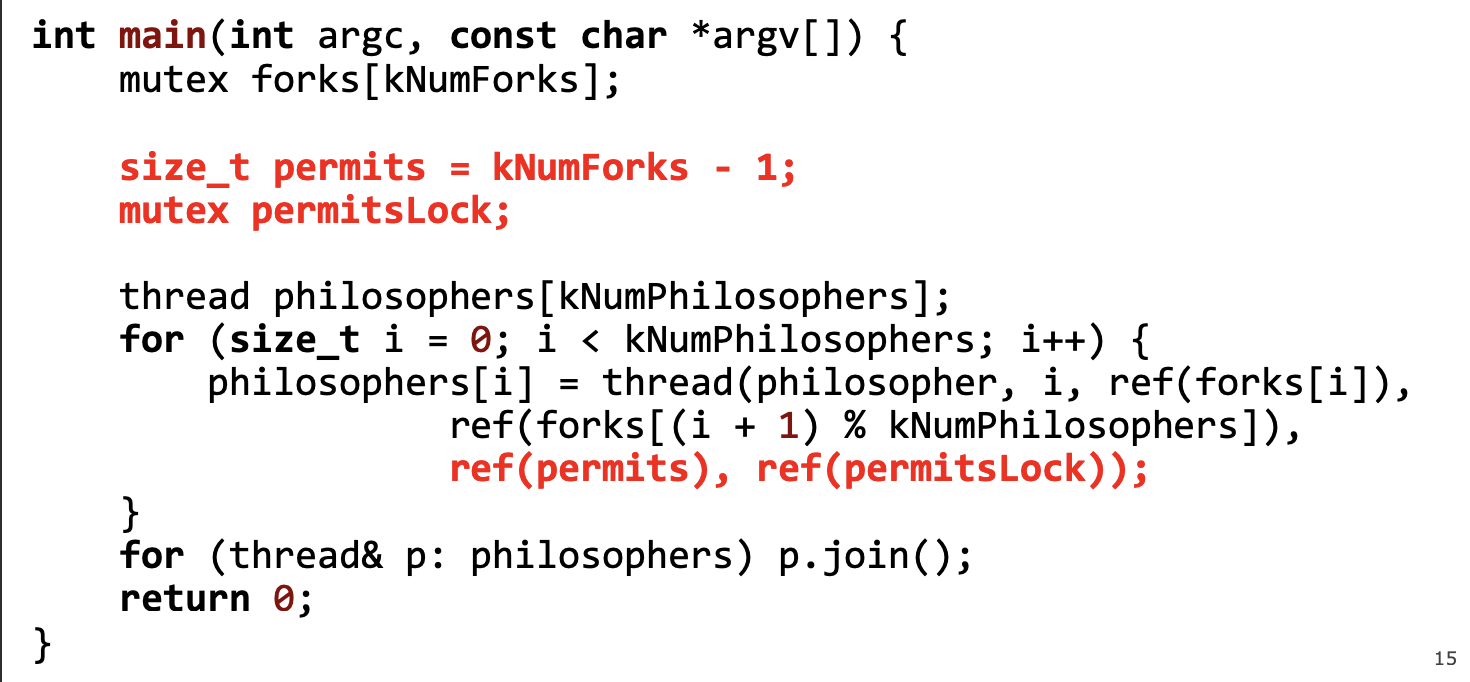 int main(int argc, const char *argv[]) {
    mutex forks[kNumForks];

    size_t permits = kNumForks - 1;
    mutex permitsLock;

    thread philosophers[kNumPhilosophers];
    for (size_t i = 0; i < kNumPhilosophers; i++) {
        philosophers[i] = thread(philosopher, i, ref(forks[i]),
                   ref(forks[(i + 1) % kNumPhilosophers]),
                   ref(permits), ref(permitsLock));
    }
    for (thread& p: philosophers) p.join();
    return 0;
}
15